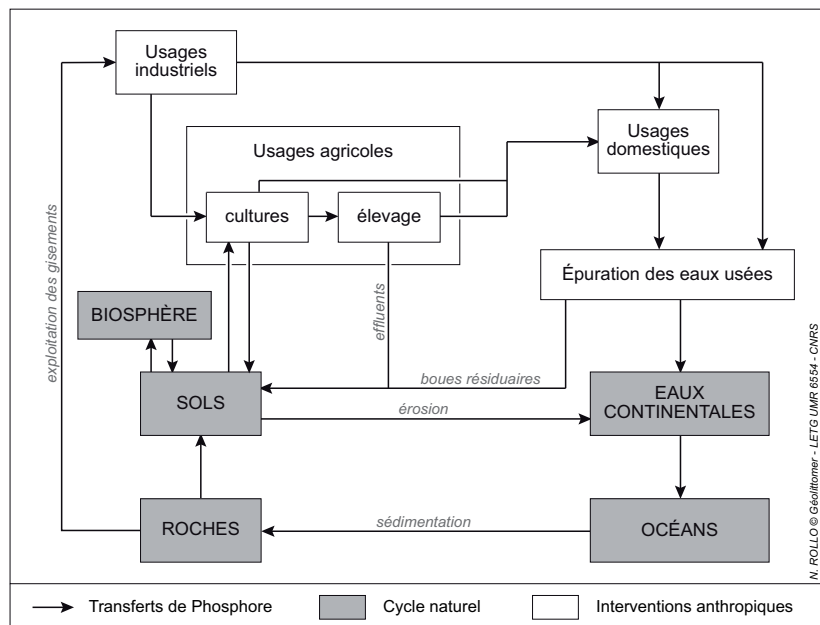 Usages
industriels
Usages agricoles
Usages
domestiques
cultures
élevage
exploitation des gisements
Épuration des eaux usées
BIOSPHÈRE
effluents
boues résiduaires
SOLS
érosion
EAUX
CONTINENTALES
ROCHES
sédimentation
OCÉANS
N. ROLLO © Géolittomer - LETG UMR 6554 - CNRS
Transferts de Phosphore
Cycle naturel
Interventions anthropiques